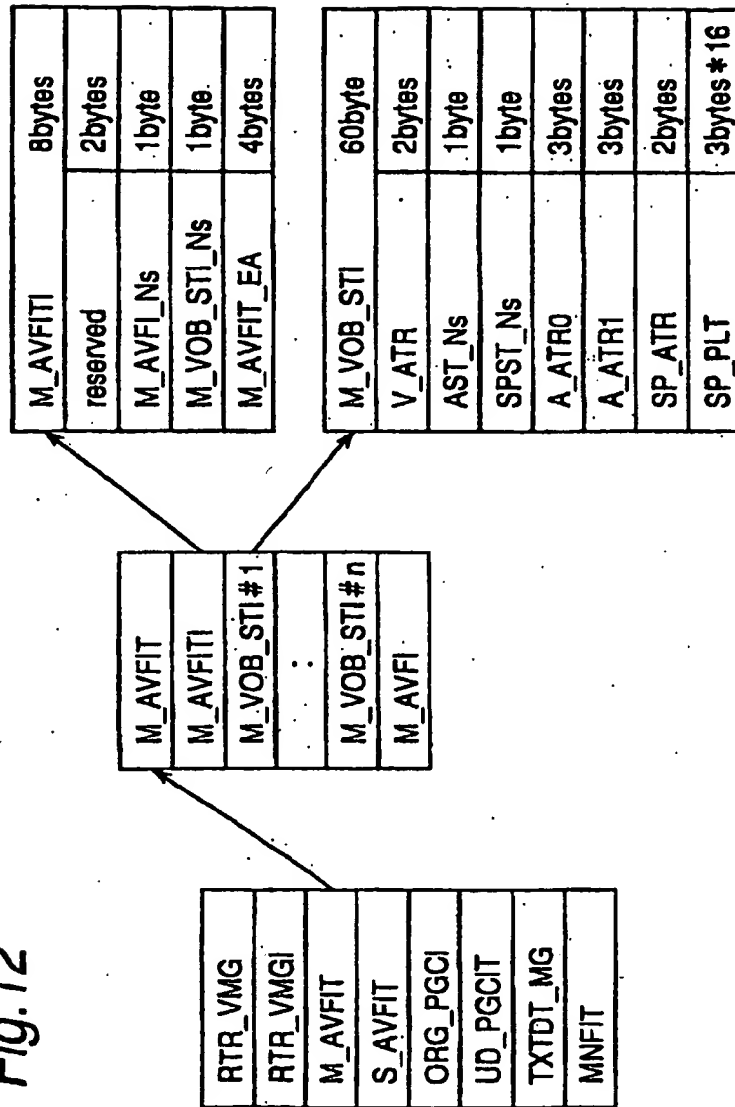 Fig.12
RTR_VMG
RTR_VMGI
M_AVFIT
S_AVFIT
ORG_PGCI
UD_PGCIT
TXTDT_MG
MNFIT
M_AVFIT
M_AVFITI
M_VOB_STI#1
:
M_VOB_STI#n
M_AVFI
M_AVFITI 8bytes
reserved 2bytes
M_AVFI_Ns 1byte
M_VOB_STI_Ns 1byte.
M_AVFIT_EA 4bytes
M_VOB_STI 60byte
V_ATR 2bytes
AST_Ns 1byte
SPST_Ns 1byte
A_ATR0 3bytes
A_ATR1 3bytes
SP_ATR 2bytes
SP_PLT 3bytes*16